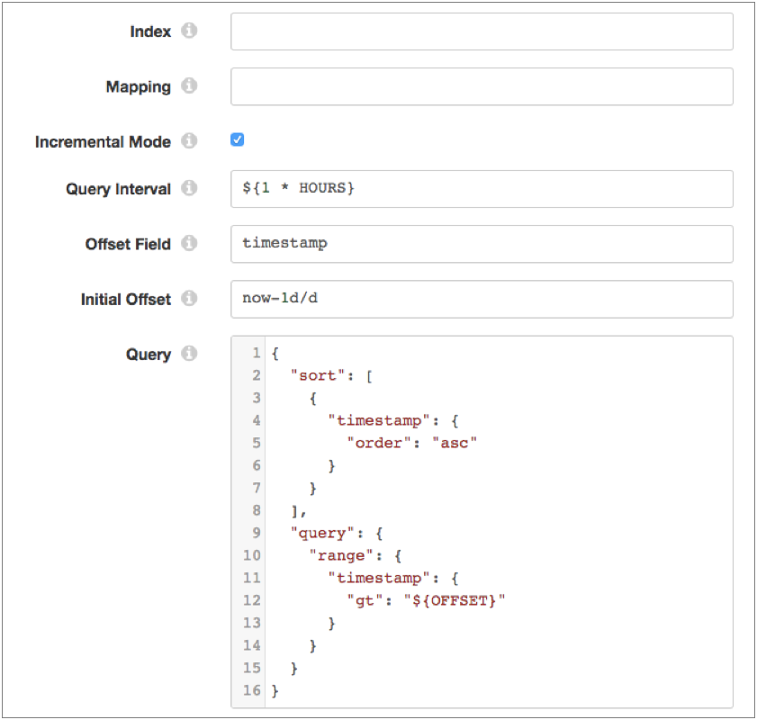 Index
Mapping
Incremental Mode
Query Interval ${1 * HOURS}
Offset Field timestamp
Initial Offset now-1d/d
Query
1 {
2   "sort": [
3     {
4       "timestamp": {
5         "order": "asc"
6       }
7     }
8   ],
9   "query": {
10     "range": {
11       "timestamp": {
12         "gt": "${OFFSET}"
13       }
14     }
15   }
16 }